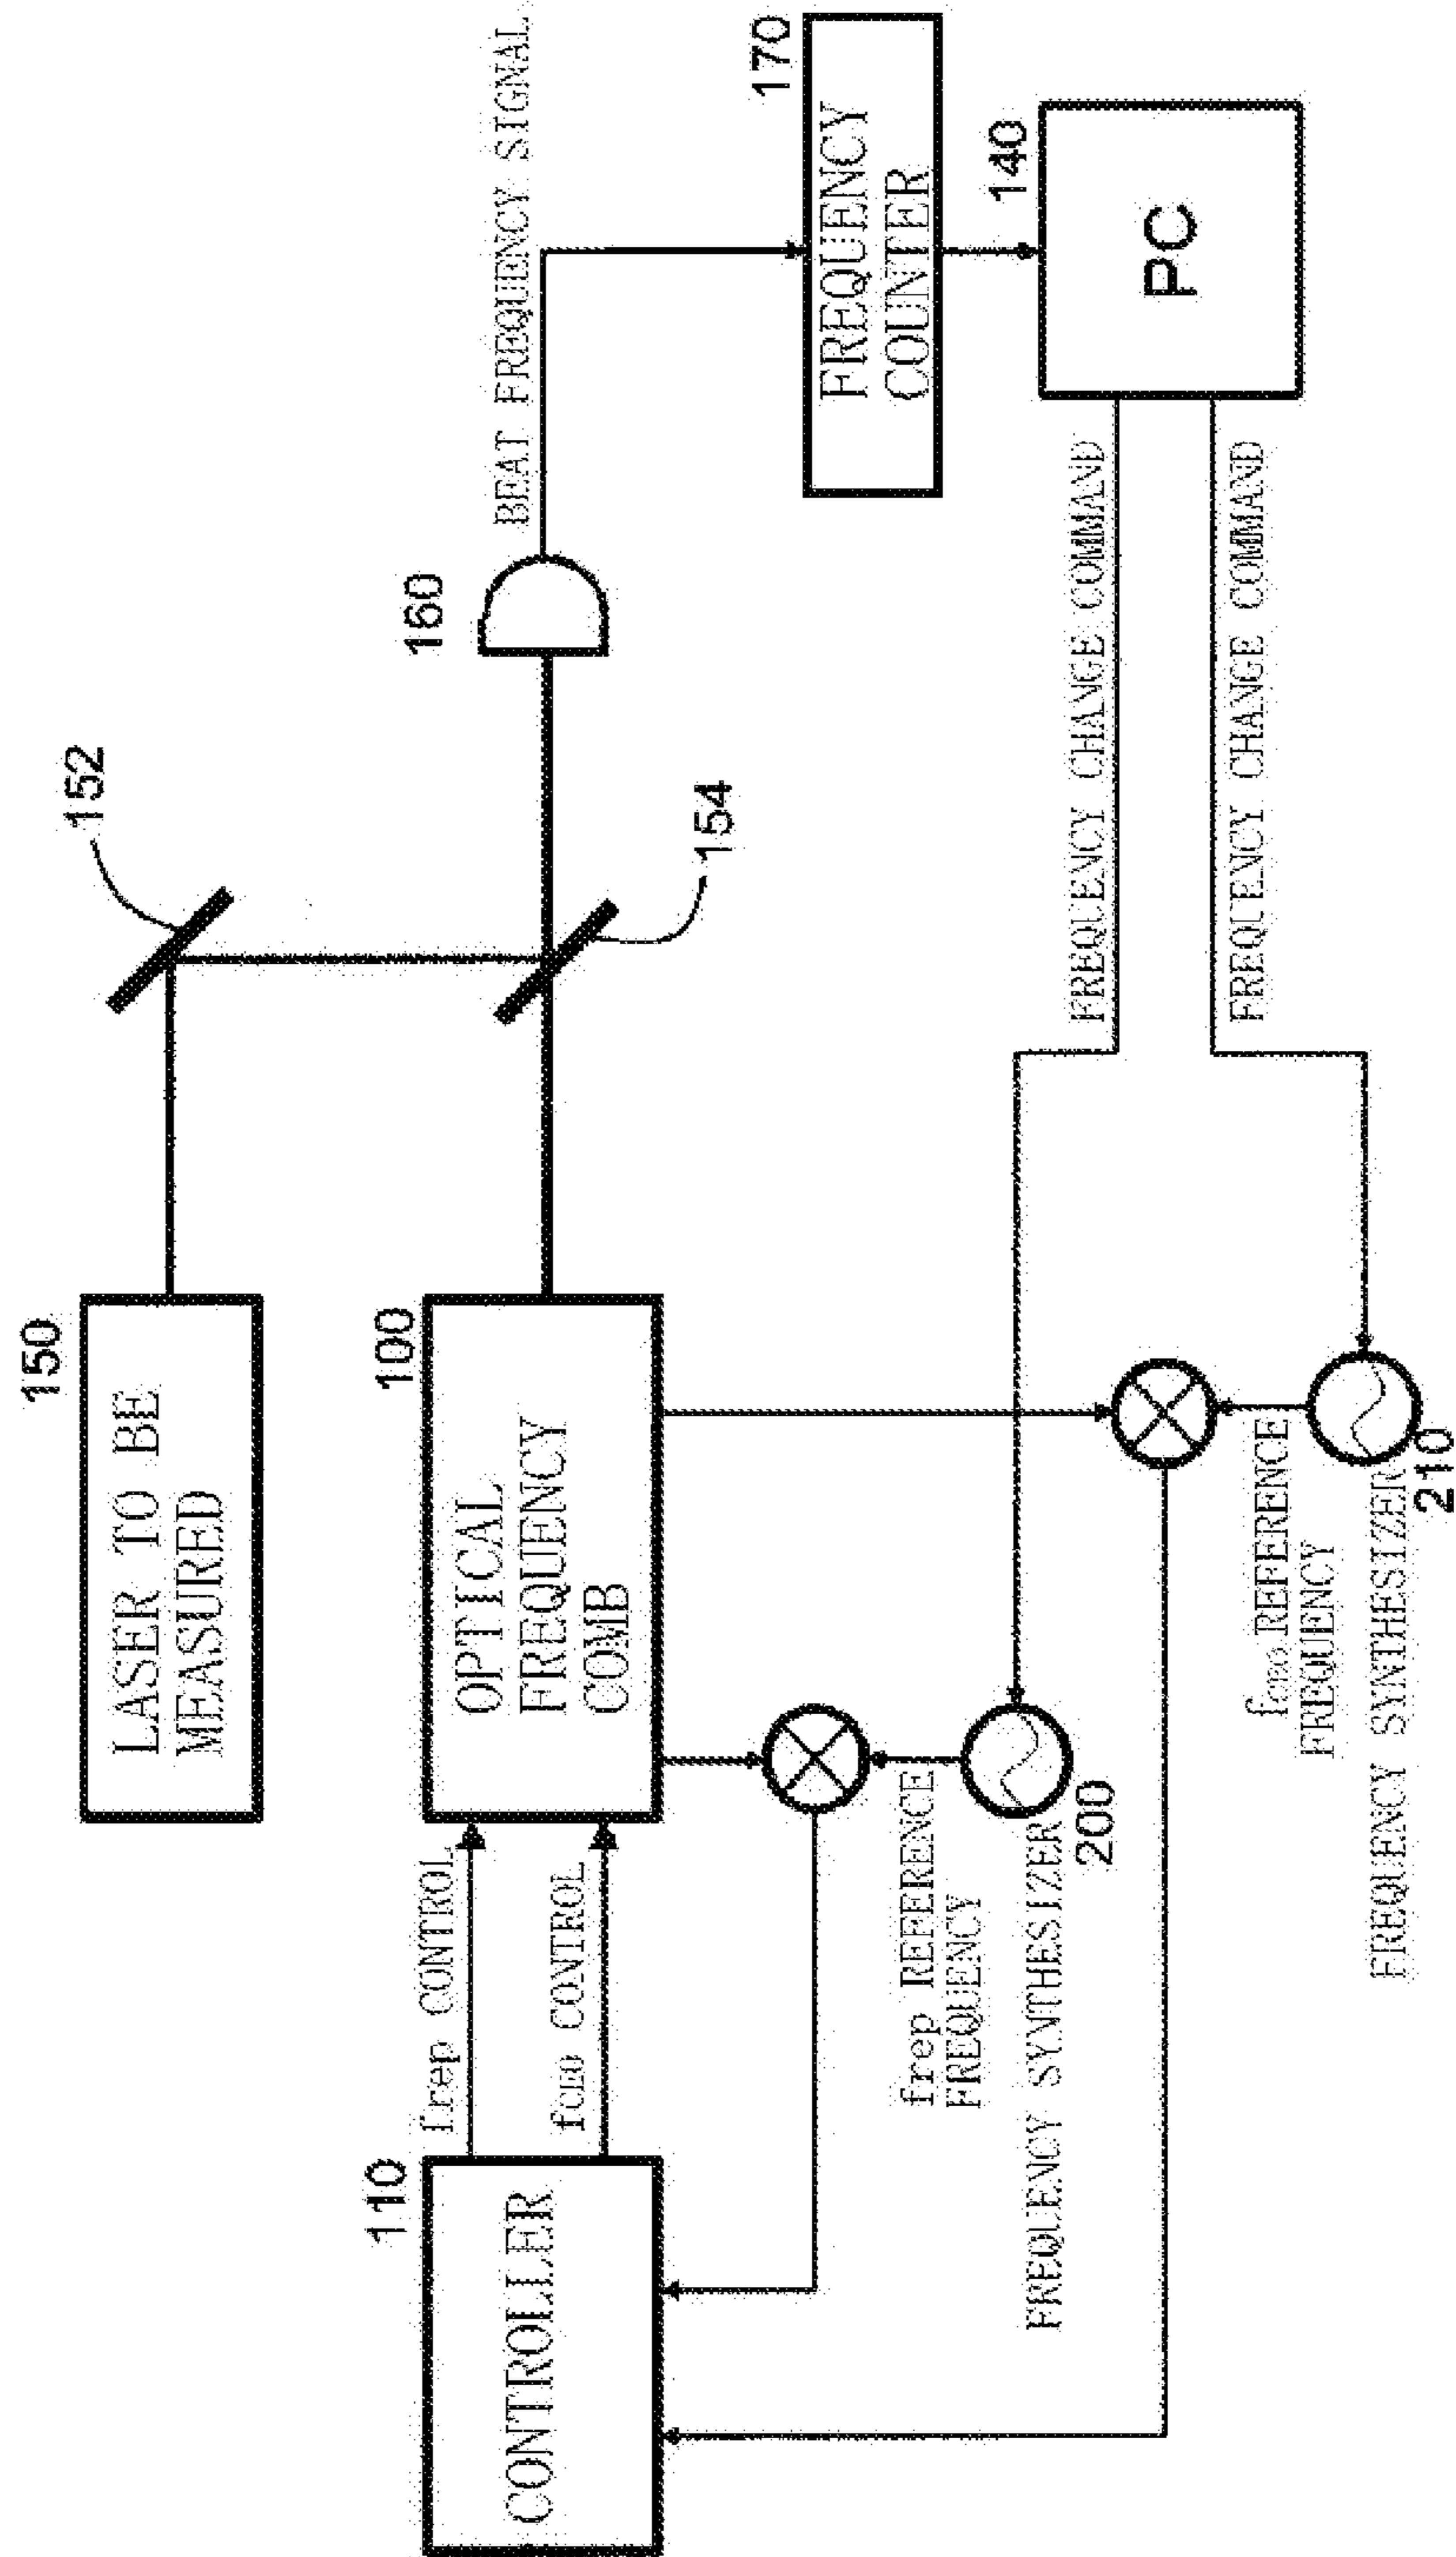 150
LASER TO BE
MEASURED
152
110
CONTROLLER
frep CONTROL
fCEO CONTROL
100
OPTICAL
FREQUENCY
COMB
154
160
BEAT FREQUENCY SIGNAL
170
FREQUENCY
COUNTER
140
PC
frep REFERENCE
FREQUENCY
FREQUENCY SYNTHESIZER
200
FREQUENCY CHANGE COMMAND
FREQUENCY CHANGE COMMAND
fCEO REFERENCE
FREQUENCY
FREQUENCY SYNTHESIZER
210